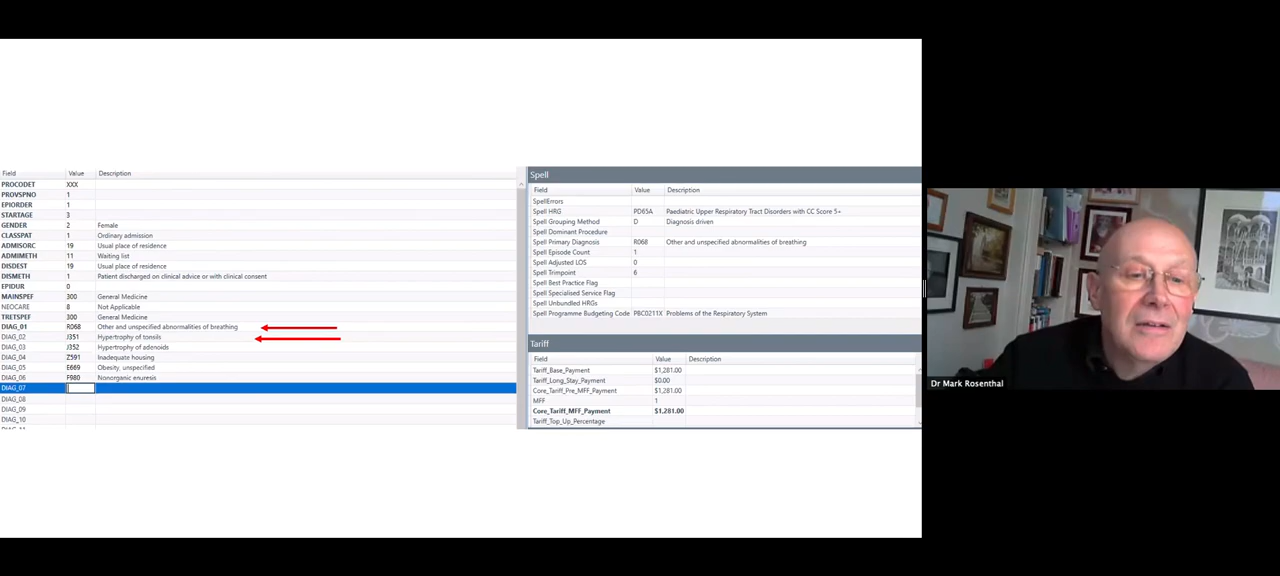 Field Value Description
PROCODET XXX
PROVSPNO 1
EPIORDER 1
STARTAGE 3
GENDER 2 Female
CLASSPAT 1 Ordinary admission
ADMISORC 19 Usual place of residence
ADMIMETH 11 Waiting list
DISDEST 19 Usual place of residence
DISMETH 1 Patient discharged on clinical advice or with clinical consent
EPIDUR 0
MAINSPEF 300 General Medicine
NEOCARE 8 Not Applicable
TRETSPEF 300 General Medicine
DIAG_01 R068 Other and unspecified abnormalities of breathing
DIAG_02 J351 Hypertrophy of tonsils
DIAG_03 J352 Hypertrophy of adenoids
DIAG_04 Z591 Inadequate housing
DIAG_05 E669 Obesity, unspecified
DIAG_06 F980 Nonorganic enuresis
DIAG_07
DIAG_08
DIAG_09
DIAG_10
Spell
Field Value Description
SpellErrors
Spell HRG PD65A Paediatric Upper Respiratory Tract Disorders with CC Score 5+
Spell Grouping Method D Diagnosis driven
Spell Dominant Procedure
Spell Primary Diagnosis R068 Other and unspecified abnormalities of breathing
Spell Episode Count 1
Spell Adjusted LOS 0
Spell Trimpoint 6
Spell Best Practice Flag
Spell Specialised Service Flag
Spell Unbundled HRGs
Spell Programme Budgeting Code PBC0211X Problems of the Respiratory System
Tariff
Field Value Description
Tariff_Base_Payment $1,281.00
Tariff_Long_Stay_Payment $0.00
Core_Tariff_Pre_MFF_Payment $1,281.00
MFF 1
Core_Tariff_MFF_Payment $1,281.00
Tariff_Top_Up_Percentage
Dr Mark Rosenthal